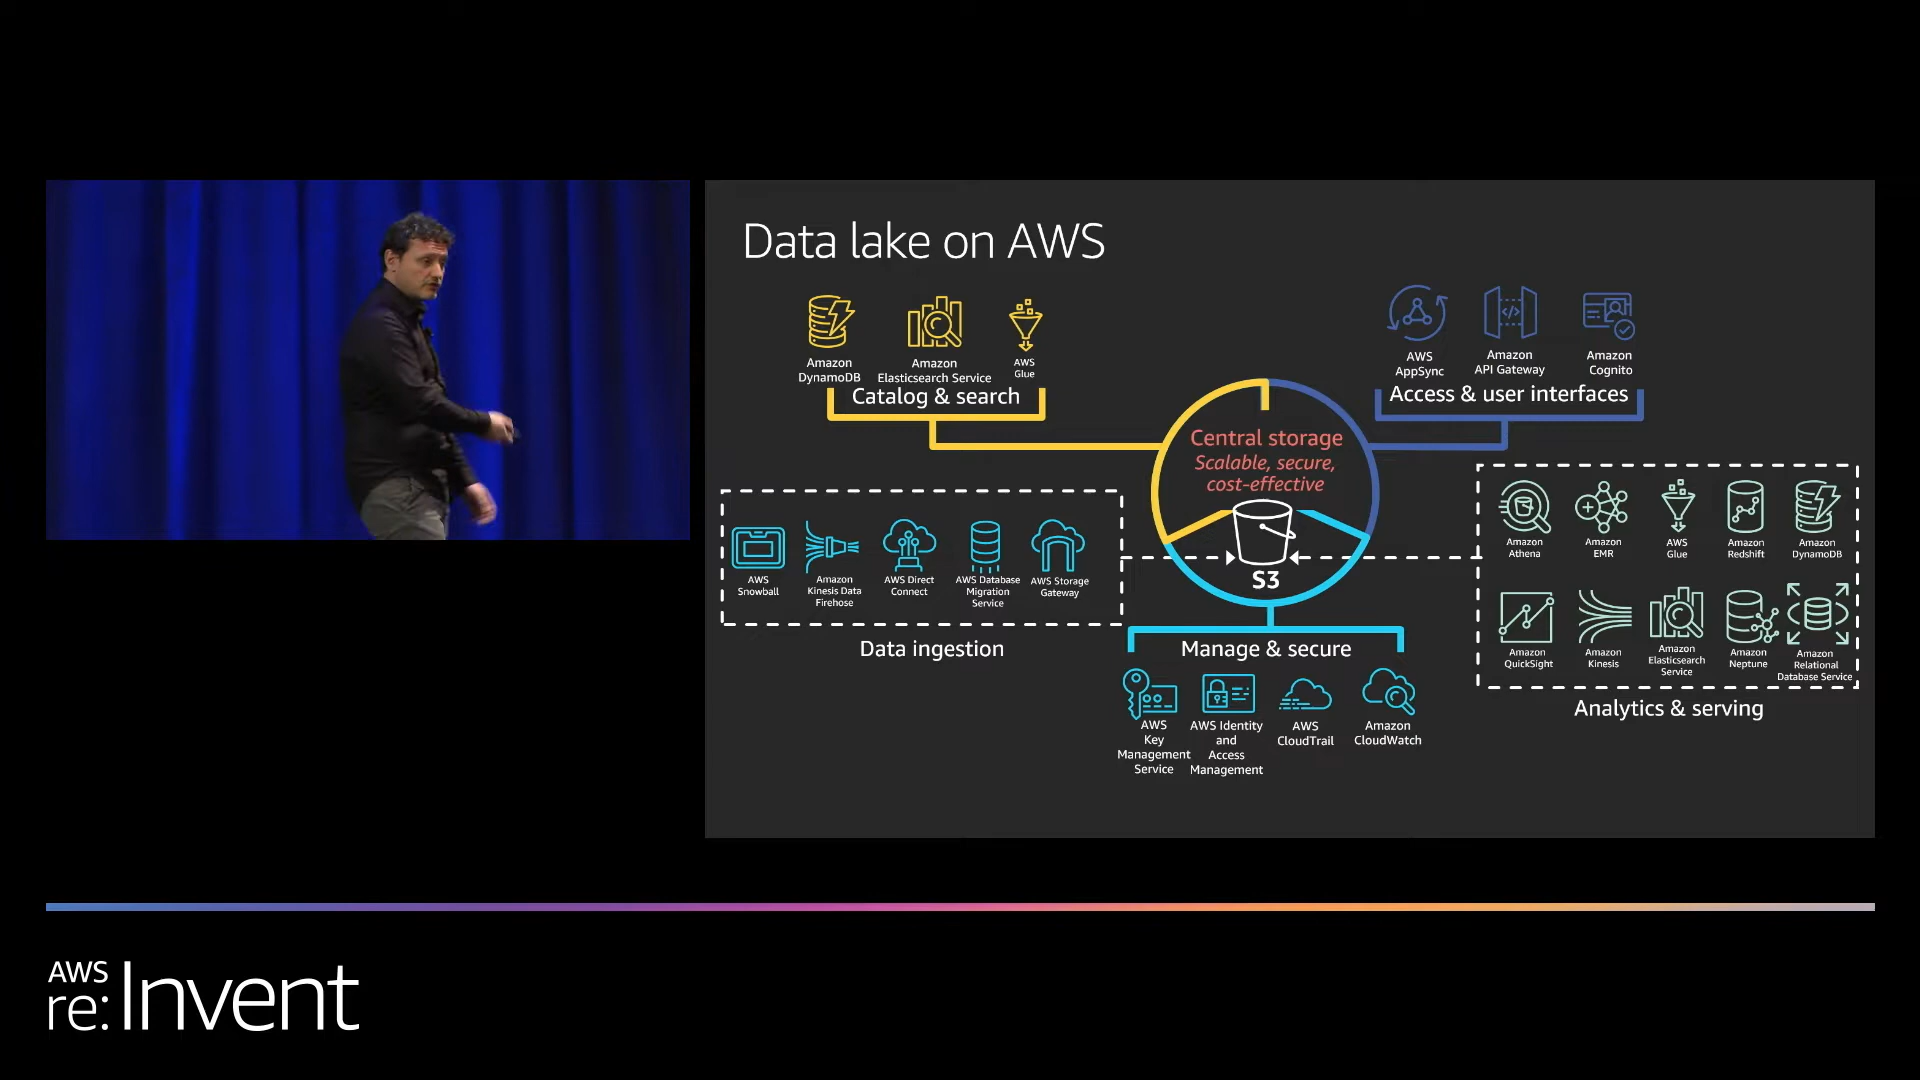 Data lake on AWS
Amazon
DynamoDB
Amazon
Elasticsearch Service
AWS
Glue
Catalog & search
AWS
AppSync
Amazon
API Gateway
Amazon
Cognito
Access & user interfaces
Central storage
Scalable, secure,
cost-effective
S3
AWS
Snowball
Amazon
Kinesis Data
Firehose
AWS Direct
Connect
AWS Database
Migration
Service
AWS Storage
Gateway
Data ingestion
Amazon
Athena
Amazon
EMR
AWS
Glue
Amazon
Redshift
Amazon
DynamoDB
Amazon
QuickSight
Amazon
Kinesis
Amazon
Elasticsearch
Service
Amazon
Neptune
Amazon
Relational
Database Service
Analytics & serving
Manage & secure
AWS
Key
Management
Service
AWS Identity
and
Access
Management
AWS
CloudTrail
Amazon
CloudWatch
AWS
re:Invent